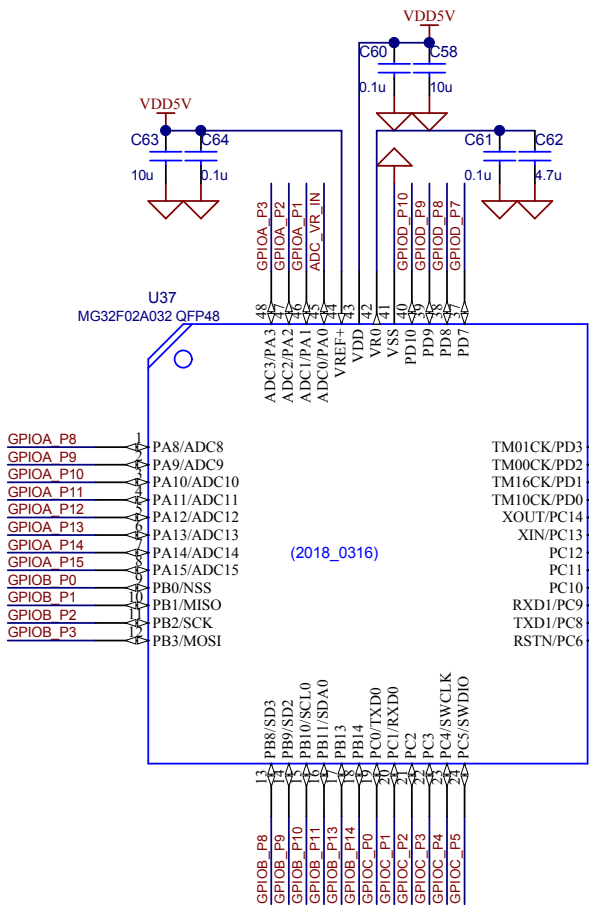 VDD5V
C60
C58
0.1u
10u
VDD5V
C63
C64
10u
0.1u
C61
C62
0.1u
4.7u
GPIOA_P3
GPIOA_P2
GPIOA_P1
ADC_VR_IN
GPIOD_P10
GPIOD_P9
GPIOD_P8
GPIOD_P7
U37
MG32F02A032 QFP48
48
47
46
45
44
43
42
41
40
39
38
37
ADC3/PA3
ADC2/PA2
ADC1/PA1
ADC0/PA0
VREF+
VDD
VR0
VSS
PD10
PD9
PD8
PD7
GPIOA_P8 1 PA8/ADC8
GPIOA_P9 2 PA9/ADC9
GPIOA_P10 3 PA10/ADC10
GPIOA_P11 4 PA11/ADC11
GPIOA_P12 5 PA12/ADC12
GPIOA_P13 6 PA13/ADC13
GPIOA_P14 7 PA14/ADC14
GPIOA_P15 8 PA15/ADC15
GPIOB_P0 9 PB0/NSS
GPIOB_P1 10 PB1/MISO
GPIOB_P2 11 PB2/SCK
GPIOB_P3 12 PB3/MOSI
TM01CK/PD3
TM00CK/PD2
TM16CK/PD1
TM10CK/PD0
XOUT/PC14
XIN/PC13
PC12
PC11
PC10
RXD1/PC9
TXD1/PC8
RSTN/PC6
(2018_0316)
PB8/SD3
PB9/SD2
PB10/SCL0
PB11/SDA0
PB13
PB14
PC0/TXD0
PC1/RXD0
PC2
PC3
PC4/SWCLK
PC5/SWDIO
13
14
15
16
17
18
19
20
21
22
23
24
GPIOB_P8
GPIOB_P9
GPIOB_P10
GPIOB_P11
GPIOB_P13
GPIOB_P14
GPIOC_P0
GPIOC_P1
GPIOC_P2
GPIOC_P3
GPIOC_P4
GPIOC_P5